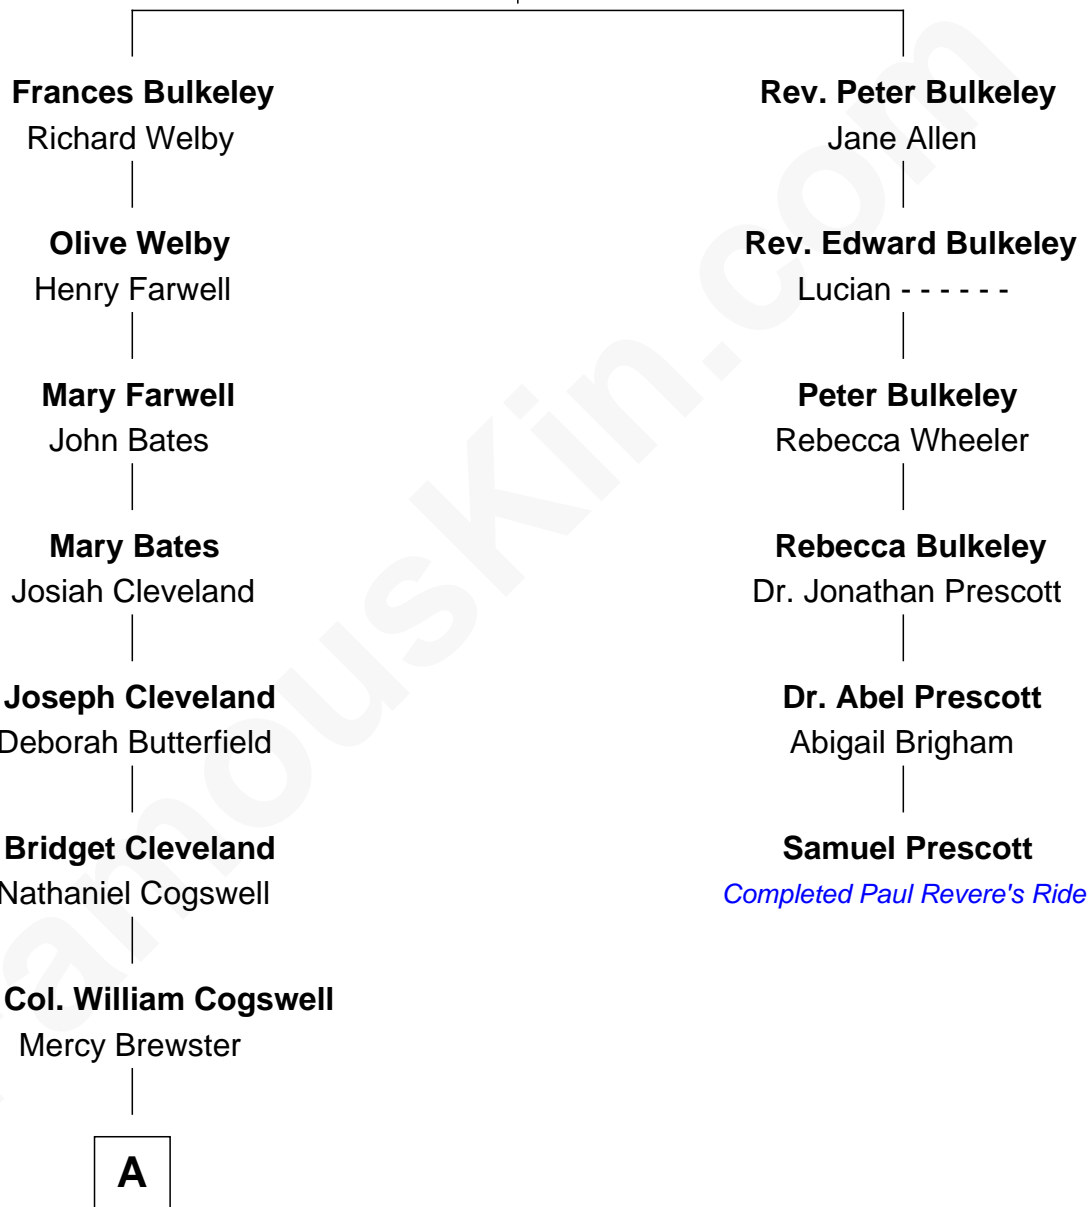 Frances Bulkeley
Richard Welby
Rev. Peter Bulkeley
Jane Allen
Olive Welby
Henry Farwell
Rev. Edward Bulkeley
Lucian - - - - - -
Mary Farwell
John Bates
Peter Bulkeley
Rebecca Wheeler
Mary Bates
Josiah Cleveland
Rebecca Bulkeley
Dr. Jonathan Prescott
Joseph Cleveland
Deborah Butterfield
Dr. Abel Prescott
Abigail Brigham
Bridget Cleveland
Nathaniel Cogswell
Samuel Prescott
Completed Paul Revere's Ride
Col. William Cogswell
Mercy Brewster
A
FamousKin.com